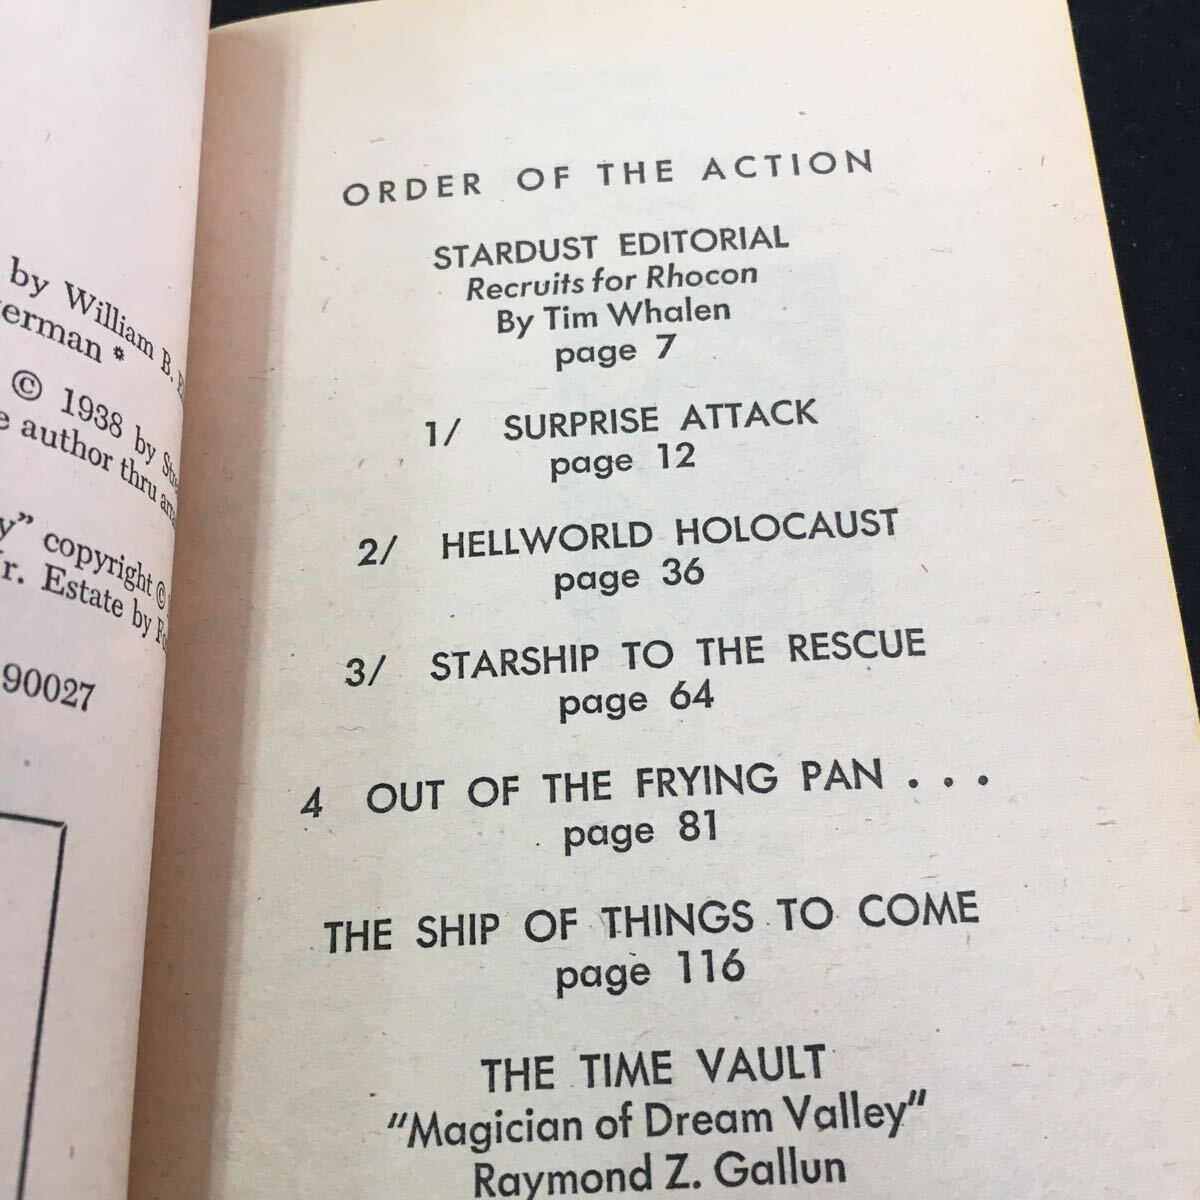 by William B.
erman *
© 1938 by
author thru
copyright ©
r. Estate by
90027
ORDER OF THE ACTION
STARDUST EDITORIAL
Recruits for Rhocon
By Tim Whalen
page 7
1/ SURPRISE ATTACK
page 12
2/ HELLWORLD HOLOCAUST
page 36
3/ STARSHIP TO THE RESCUE
page 64
4 OUT OF THE FRYING PAN . . .
page 81
THE SHIP OF THINGS TO COME
page 116
THE TIME VAULT
"Magician of Dream Valley"
Raymond Z. Gallun